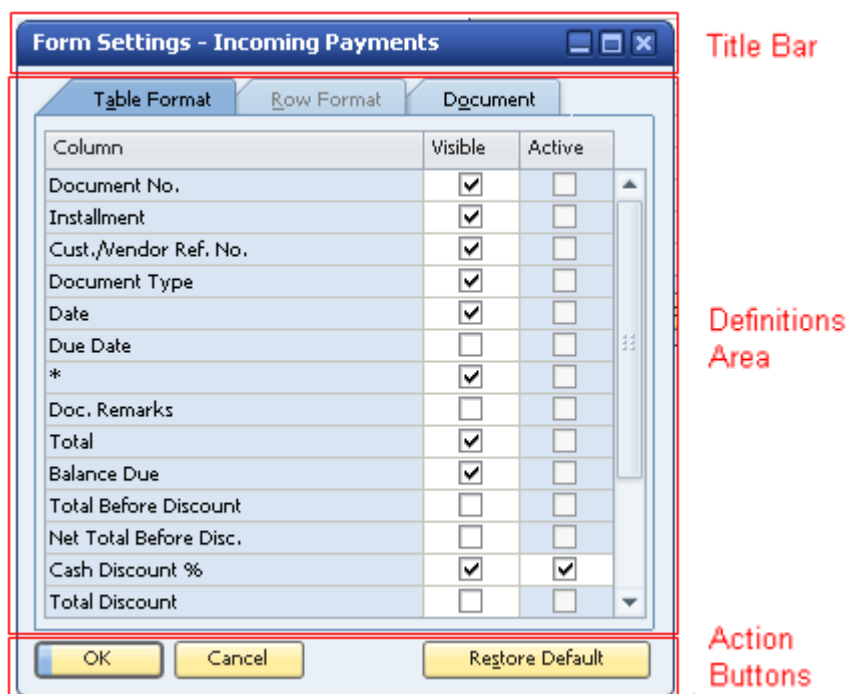 Form Settings - Incoming Payments
Title Bar
Table Format Row Format Document
Column Visible Active
Document No.
Installment
Cust./Vendor Ref. No.
Document Type
Date
Due Date
*
Doc. Remarks
Total
Balance Due
Total Before Discount
Net Total Before Disc.
Cash Discount %
Total Discount
Definitions
Area
OK Cancel Restore Default
Action
Buttons